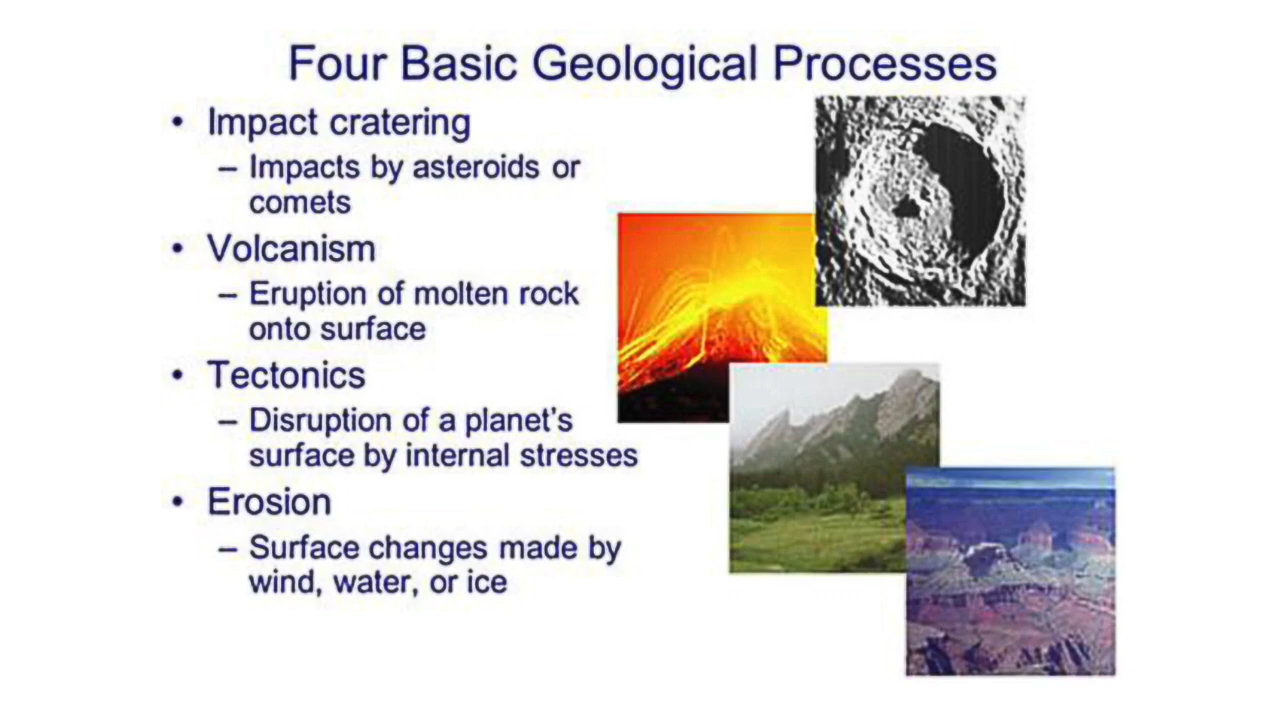 Four Basic Geological Processes
• Impact cratering
– Impacts by asteroids or
comets
• Volcanism
– Eruption of molten rock
onto surface
• Tectonics
– Disruption of a planet's
surface by internal stresses
• Erosion
– Surface changes made by
wind, water, or ice